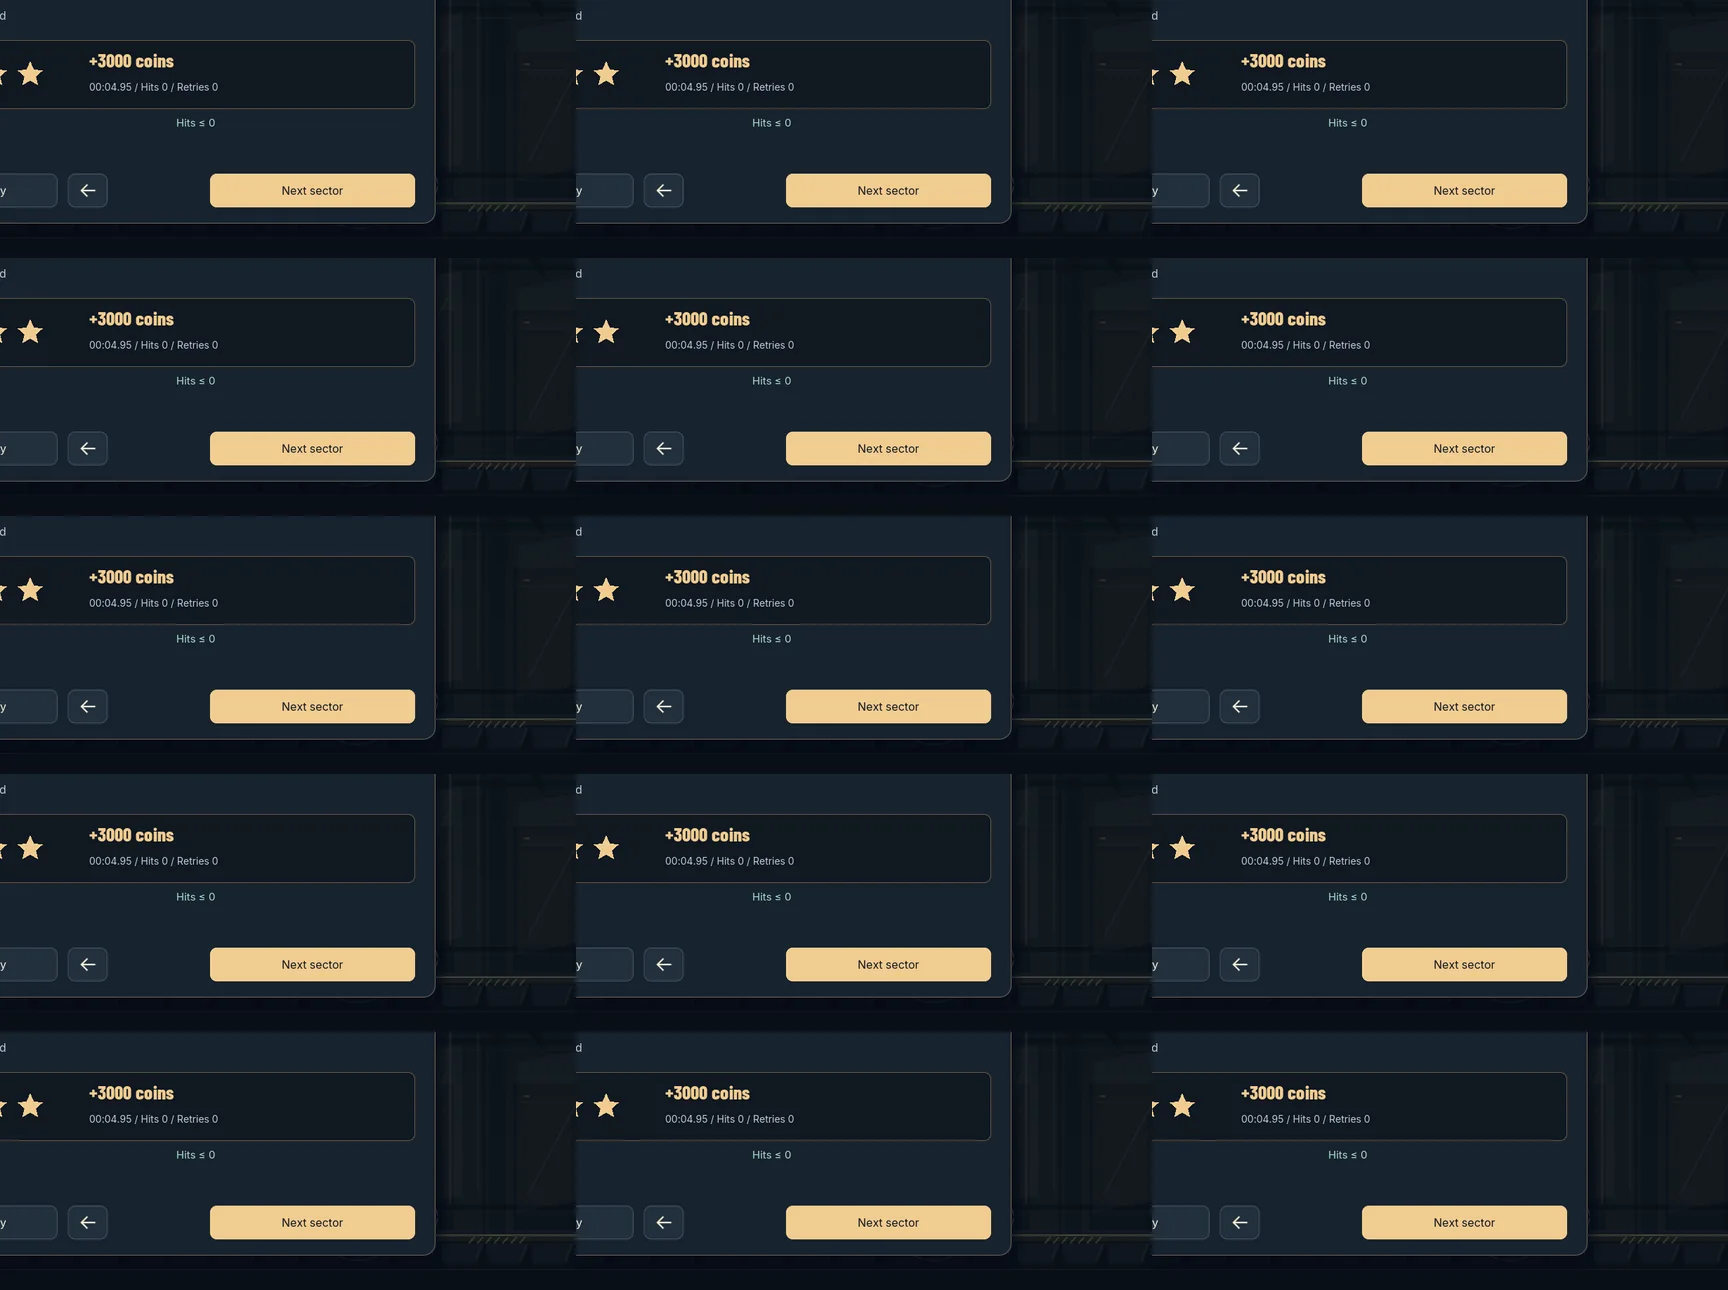 d
+3000 coins
00:04.95 / Hits 0 / Retries 0
Hits ≤ 0
y
Next sector
d
+3000 coins
00:04.95 / Hits 0 / Retries 0
Hits ≤ 0
y
Next sector
d
+3000 coins
00:04.95 / Hits 0 / Retries 0
Hits ≤ 0
y
Next sector
d
+3000 coins
00:04.95 / Hits 0 / Retries 0
Hits ≤ 0
y
Next sector
d
+3000 coins
00:04.95 / Hits 0 / Retries 0
Hits ≤ 0
y
Next sector
d
+3000 coins
00:04.95 / Hits 0 / Retries 0
Hits ≤ 0
y
Next sector
d
+3000 coins
00:04.95 / Hits 0 / Retries 0
Hits ≤ 0
y
Next sector
d
+3000 coins
00:04.95 / Hits 0 / Retries 0
Hits ≤ 0
y
Next sector
d
+3000 coins
00:04.95 / Hits 0 / Retries 0
Hits ≤ 0
y
Next sector
d
+3000 coins
00:04.95 / Hits 0 / Retries 0
Hits ≤ 0
y
Next sector
d
+3000 coins
00:04.95 / Hits 0 / Retries 0
Hits ≤ 0
y
Next sector
d
+3000 coins
00:04.95 / Hits 0 / Retries 0
Hits ≤ 0
y
Next sector
d
+3000 coins
00:04.95 / Hits 0 / Retries 0
Hits ≤ 0
y
Next sector
d
+3000 coins
00:04.95 / Hits 0 / Retries 0
Hits ≤ 0
y
Next sector
d
+3000 coins
00:04.95 / Hits 0 / Retries 0
Hits ≤ 0
y
Next sector